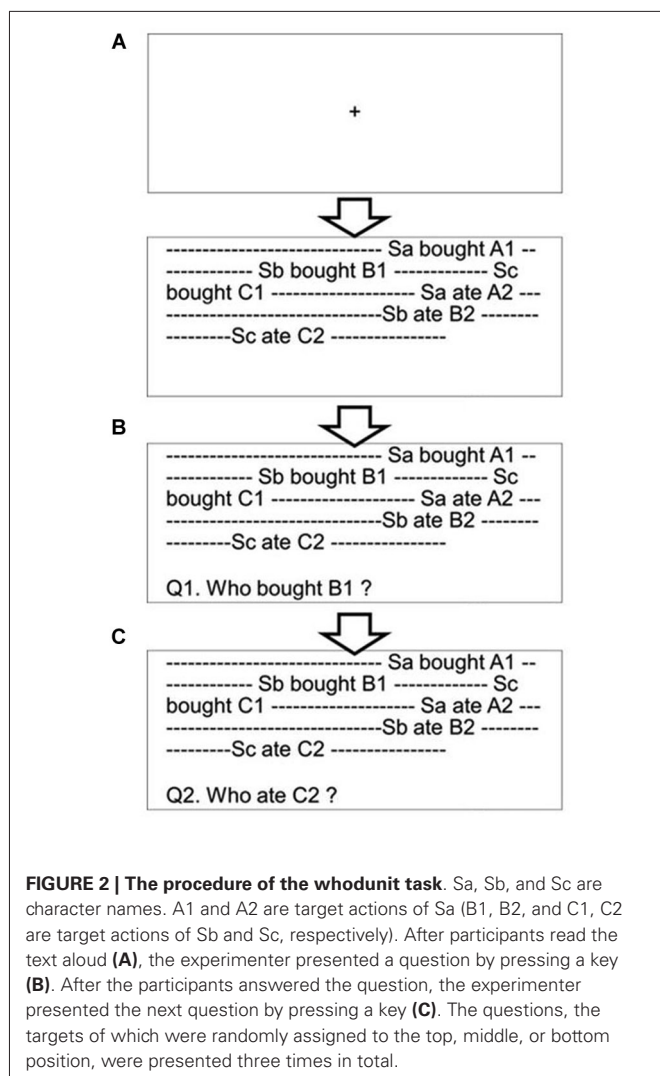 A
+
-------------------------------- Sa bought A1 --
------------- Sb bought B1 -------------- Sc
bought C1 --------------------- Sa ate A2 ---
--------------------------------Sb ate B2 --------
---------Sc ate C2 -----------------
B
-------------------------------- Sa bought A1 --
------------- Sb bought B1 -------------- Sc
bought C1 --------------------- Sa ate A2 ---
--------------------------------Sb ate B2 --------
---------Sc ate C2 -----------------
Q1. Who bought B1 ?
C
-------------------------------- Sa bought A1 --
------------- Sb bought B1 -------------- Sc
bought C1 --------------------- Sa ate A2 ---
--------------------------------Sb ate B2 --------
---------Sc ate C2 -----------------
Q2. Who ate C2 ?
FIGURE 2 | The procedure of the whodunit task. Sa, Sb, and Sc are
character names. A1 and A2 are target actions of Sa (B1, B2, and C1, C2
are target actions of Sb and Sc, respectively). After participants read the
text aloud (A), the experimenter presented a question by pressing a key
(B). After the participants answered the question, the experimenter
presented the next question by pressing a key (C). The questions, the
targets of which were randomly assigned to the top, middle, or bottom
position, were presented three times in total.